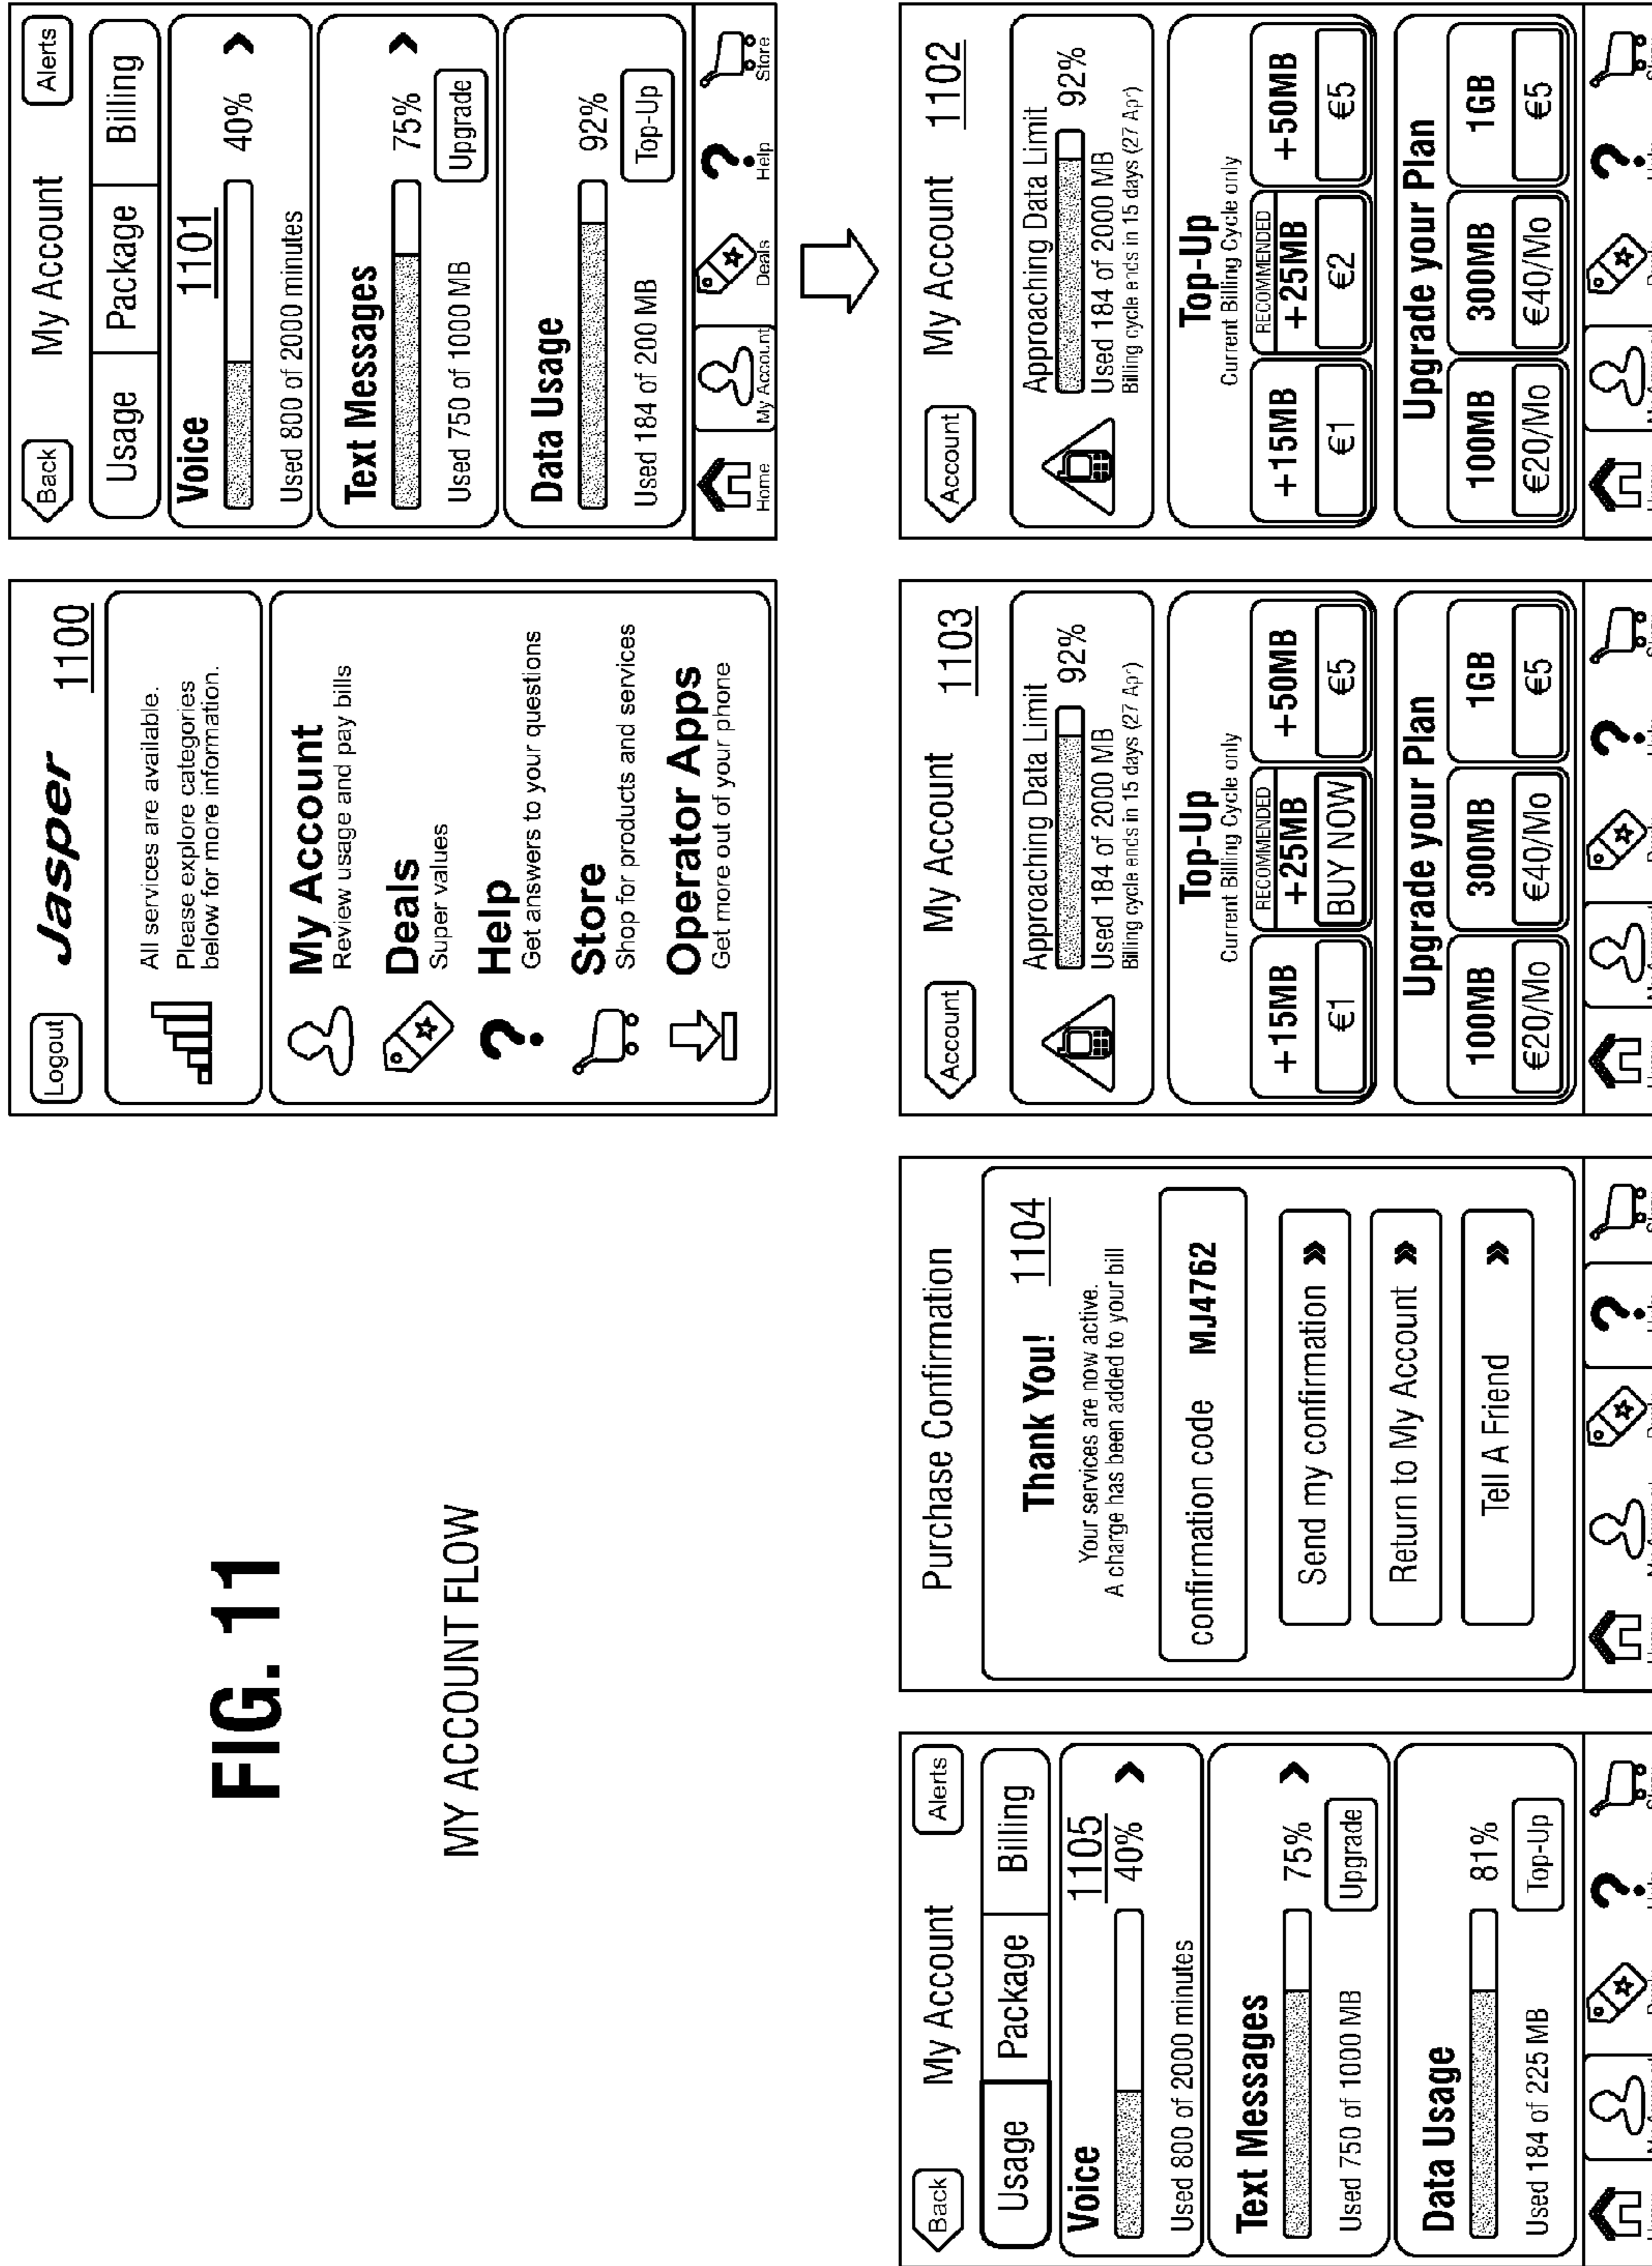 FIG. 11
MY ACCOUNT FLOW
Logout Jasper 1100
All services are available.
Please explore categories
below for more information.
My Account
Review usage and pay bills
Deals
Super values
Help
Get answers to your questions
Store
Shop for products and services
Operator Apps
Get more out of your phone
Back My Account Alerts
Usage Package Billing
Voice 1101
40% >
Used 800 of 2000 minutes
Text Messages
75% >
Used 750 of 1000 MB Upgrade
Data Usage
92%
Used 184 of 200 MB Top-Up
Home My Account Deals Help Store
Back My Account Alerts
Usage Package Billing
Voice 1105
40% >
Used 800 of 2000 minutes
Text Messages
75% >
Used 750 of 1000 MB Upgrade
Data Usage
81%
Used 184 of 225 MB Top-Up
Purchase Confirmation
Thank You! 1104
Your services are now active.
A charge has been added to your bill
confirmation code MJ4762
Send my confirmation »
Return to My Account »
Tell A Friend »
Account My Account 1103
Approaching Data Limit
92%
Used 184 of 2000 MB
Billing cycle ends in 15 days (27 Apr)
Top-Up
Current Billing Cycle only
RECOMMENDED
+15MB +25MB +50MB
€1 BUY NOW €5
Upgrade your Plan
100MB 300MB 1GB
€20/Mo €40/Mo €5
Account My Account 1102
Approaching Data Limit
92%
Used 184 of 2000 MB
Billing cycle ends in 15 days (27 Apr)
Top-Up
Current Billing Cycle only
RECOMMENDED
+15MB +25MB +50MB
€1 €2 €5
Upgrade your Plan
100MB 300MB 1GB
€20/Mo €40/Mo €5